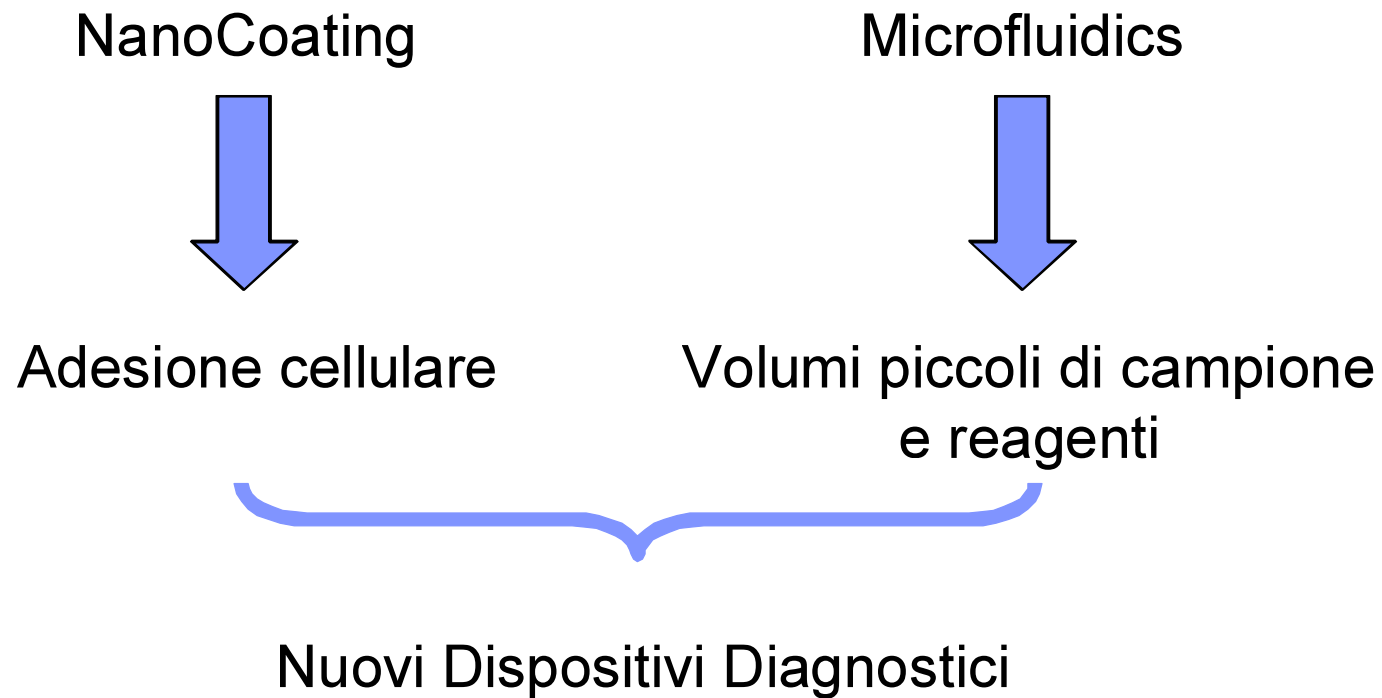 NanoCoating
Microfluidics
Adesione cellulare
Volumi piccoli di campione
e reagenti
Nuovi Dispositivi Diagnostici